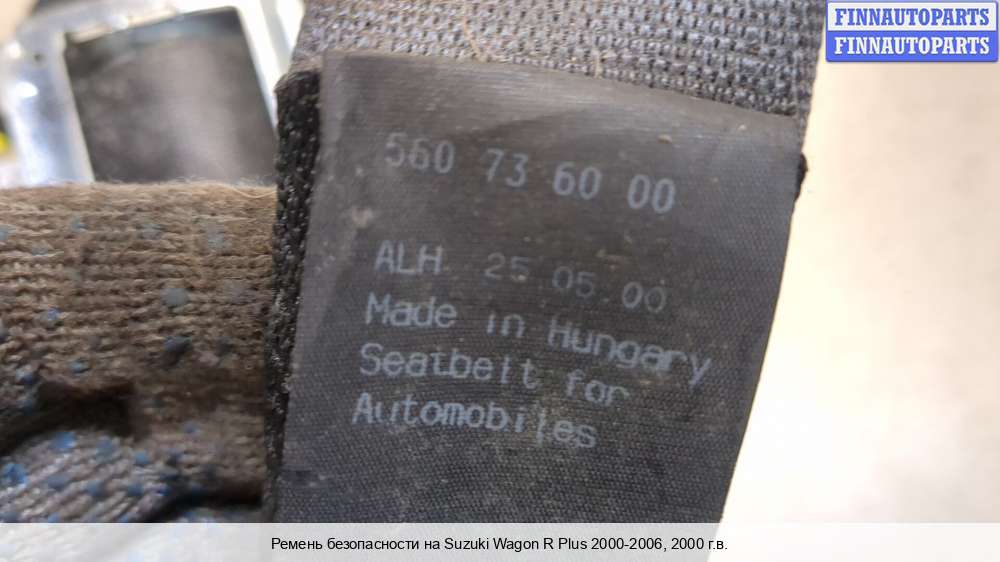 FINNAUTOPARTS
FINNAUTOPARTS
560 73 60 00
ALH 25 05.00
Made in Hungary
Seatbelt for
Automobiles
Ремень безопасности на Suzuki Wagon R Plus 2000-2006, 2000 г.в.